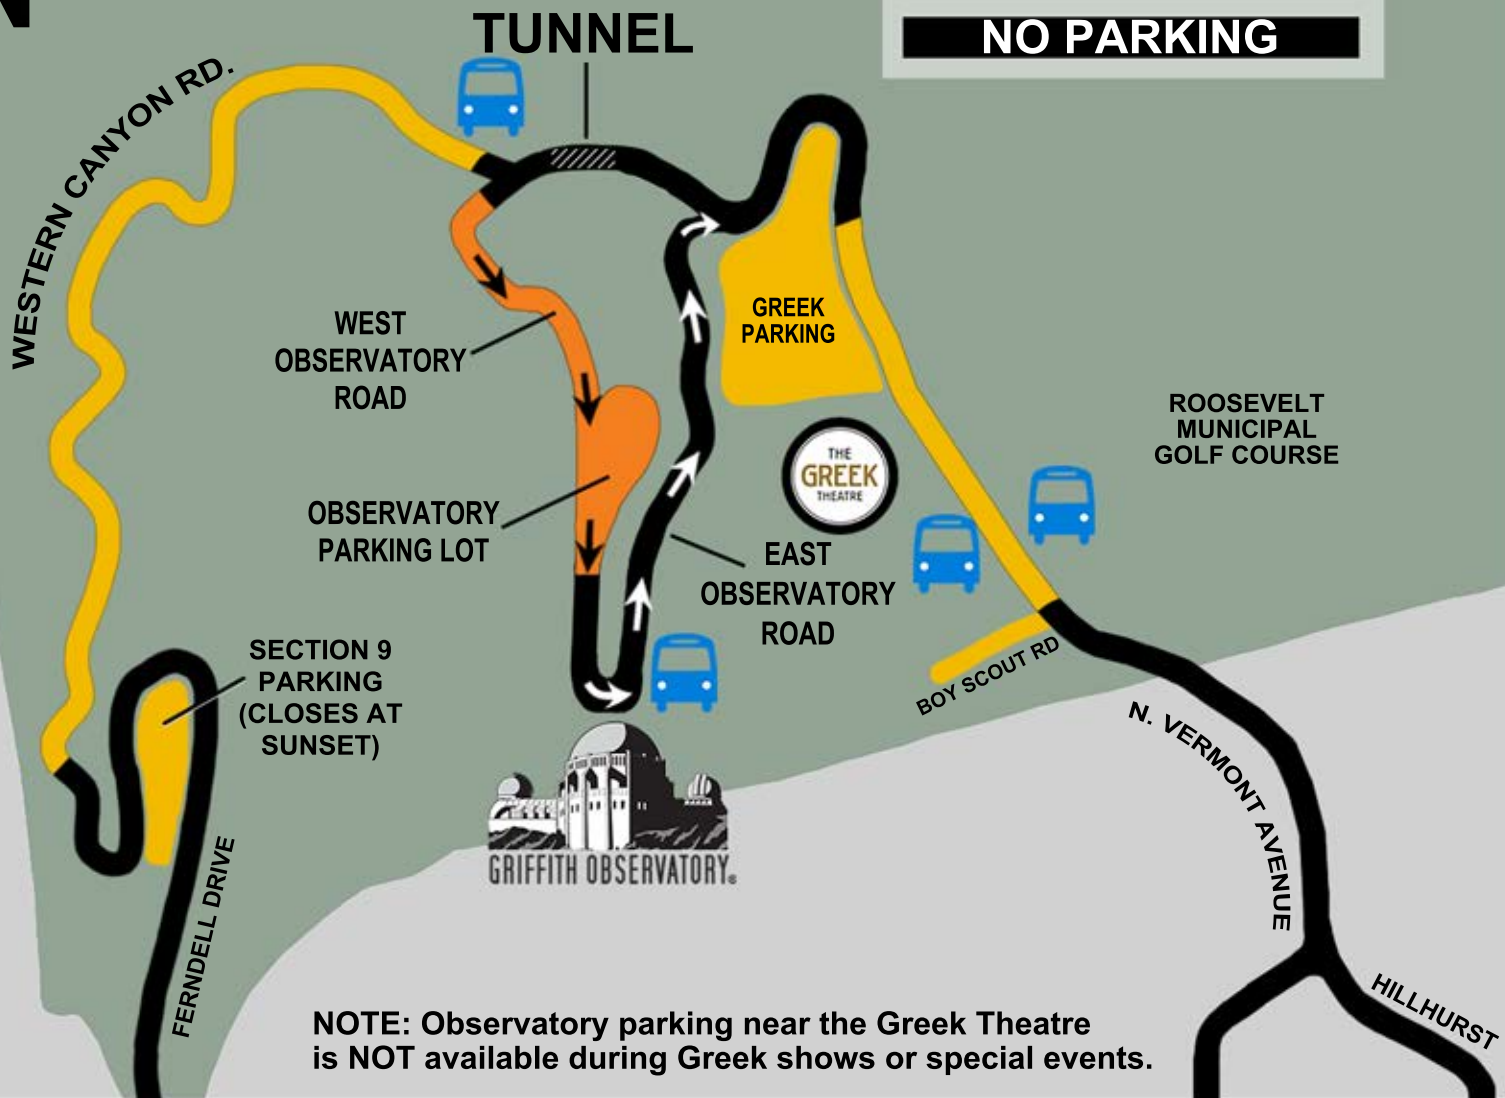 TUNNEL
NO PARKING
WESTERN CANYON RD.
WEST
OBSERVATORY
ROAD
GREEK
PARKING
ROOSEVELT
MUNICIPAL
GOLF COURSE
THE
GREEK
THEATRE
OBSERVATORY
PARKING LOT
EAST
OBSERVATORY
ROAD
SECTION 9
PARKING
(CLOSES AT
SUNSET)
BOY SCOUT RD
N. VERMONT AVENUE
GRIFFITH OBSERVATORY®
FERNDELL DRIVE
HILLHURST
NOTE: Observatory parking near the Greek Theatre
is NOT available during Greek shows or special events.